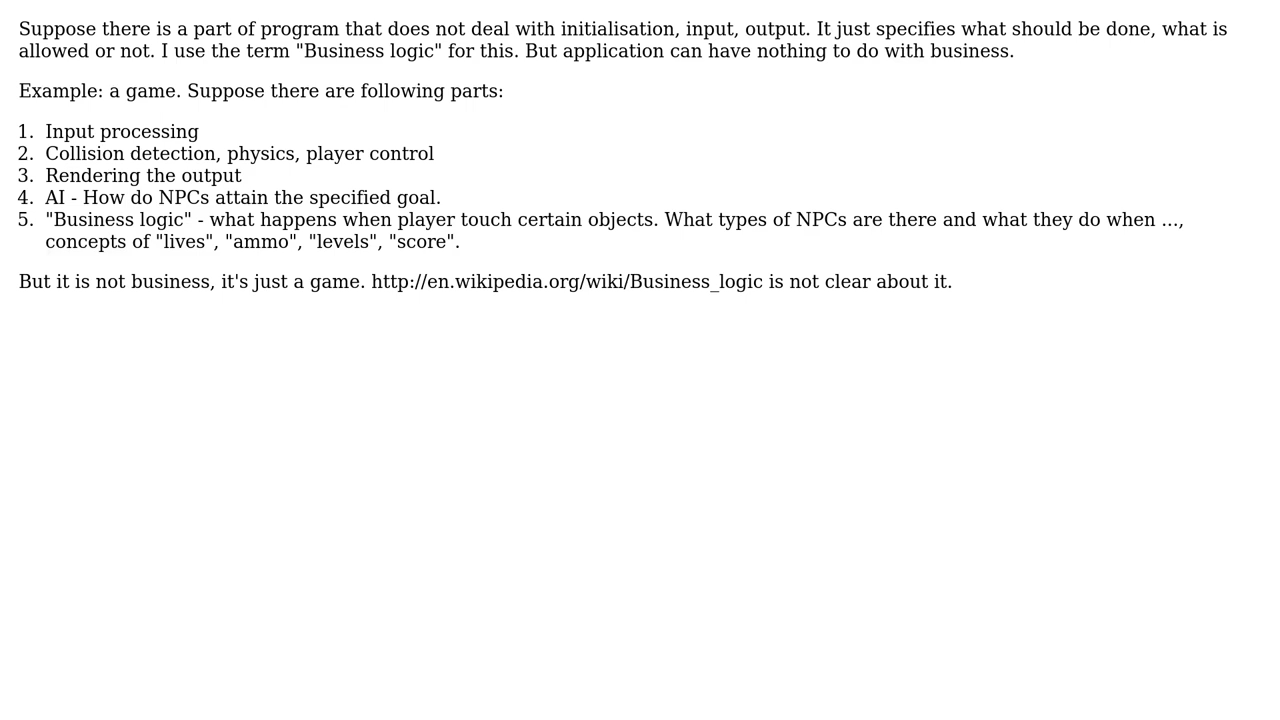 Suppose there is a part of program that does not deal with initialisation, input, output. It just specifies what should be done, what is
allowed or not. I use the term "Business logic" for this. But application can have nothing to do with business.
Example: a game. Suppose there are following parts:
1. Input processing
2. Collision detection, physics, player control
3. Rendering the output
4. AI - How do NPCs attain the specified goal.
5. "Business logic" - what happens when player touch certain objects. What types of NPCs are there and what they do when ...,
concepts of "lives", "ammo", "levels", "score".
But it is not business, it's just a game. http://en.wikipedia.org/wiki/Business_logic is not clear about it.